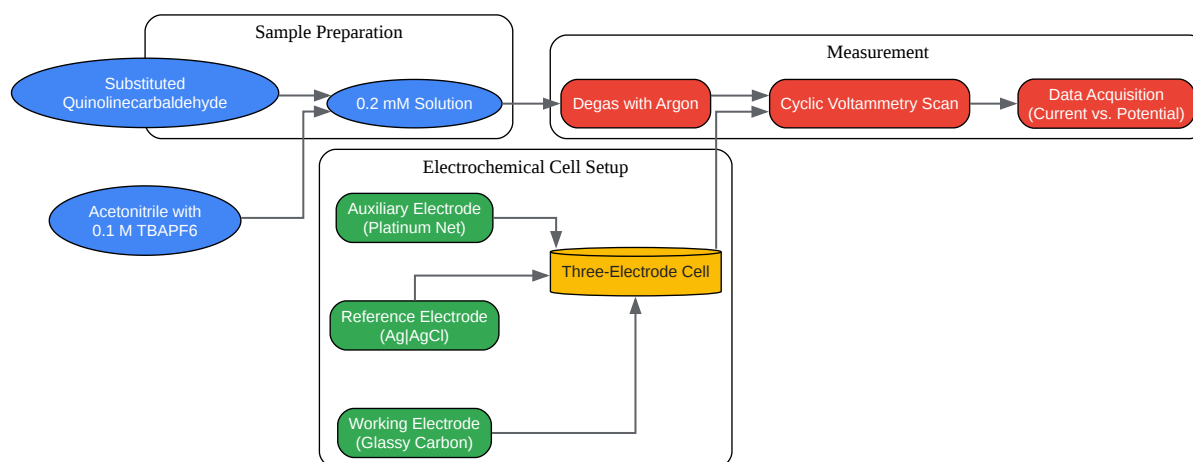 Sample Preparation
Substituted
Quinolinecarbaldehyde
0.2 mM Solution
Acetonitrile with
0.1 M TBAPF6
Measurement
Degas with Argon
Cyclic Voltammetry Scan
Data Acquisition
(Current vs. Potential)
Electrochemical Cell Setup
Auxiliary Electrode
(Platinum Net)
Three-Electrode Cell
Reference Electrode
(Ag|AgCl)
Working Electrode
(Glassy Carbon)